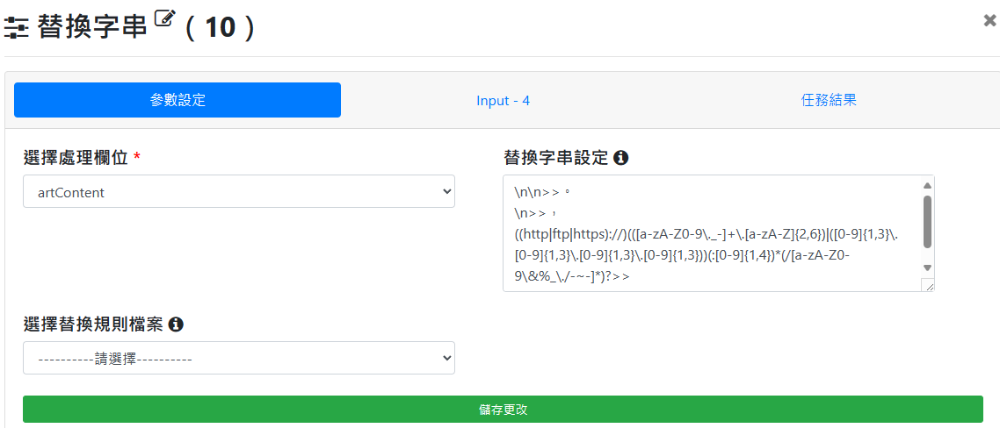 替換字串 ( 10 )
參數設定 Input - 4 任務結果
選擇處理欄位 *
artContent
替換字串設定
\n\n>>。
\n>>，
((http|ftp|https)://)(([a-zA-Z0-9\._-]+\.[a-zA-Z]{2,6})|([0-9]{1,3}\.
[0-9]{1,3}\.[0-9]{1,3}\.[0-9]{1,3}))(:[0-9]{1,4})*(/[a-zA-Z0-
9\&%_\./-~-]*)?>>
選擇替換規則檔案
----------請選擇----------
儲存更改